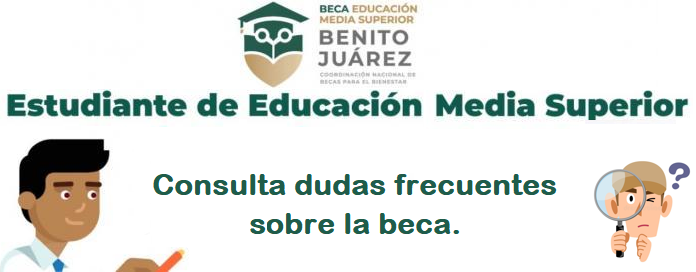 BECA EDUCACIÓN
MEDIA SUPERIOR
BENITO
JUÁREZ
COORDINACIÓN NACIONAL DE
BECAS PARA EL BIENESTAR
Estudiante de Educación Media Superior
Consulta dudas frecuentes
sobre la beca.
?